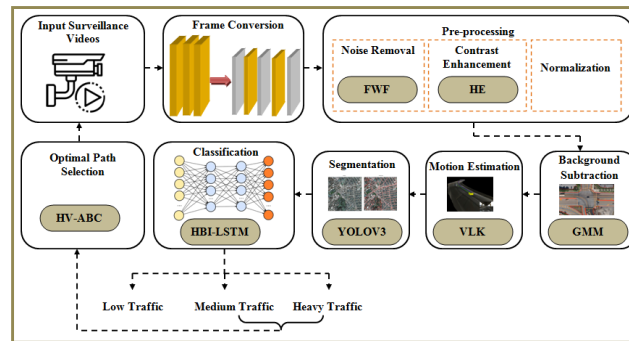 Input Surveillance
Videos
Frame Conversion
Pre-processing
Noise Removal
FWF
Contrast
Enhancement
HE
Normalization
Optimal Path
Selection
HV-ABC
Classification
HBI-LSTM
Segmentation
YOLOV3
Motion Estimation
VLK
Background
Subtraction
GMM
Low Traffic
Medium Traffic
Heavy Traffic